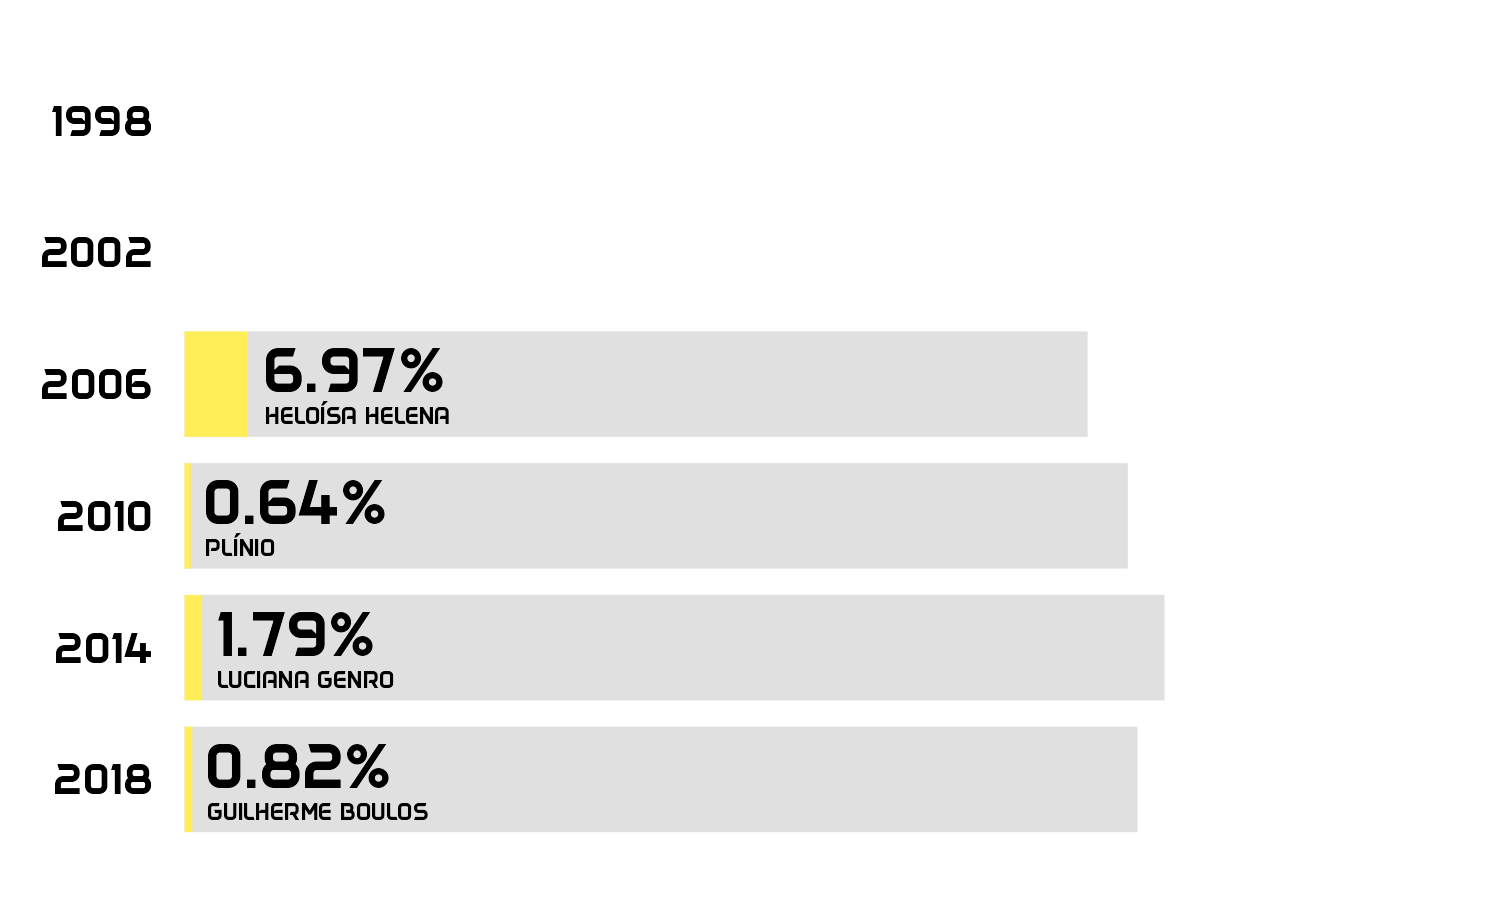 1998
2002
2006
6.97%
HELOÍSA HELENA
2010
0.64%
PLÍNIO
2014
1.79%
LUCIANA GENRO
2018
0.82%
GUILHERME BOULOS